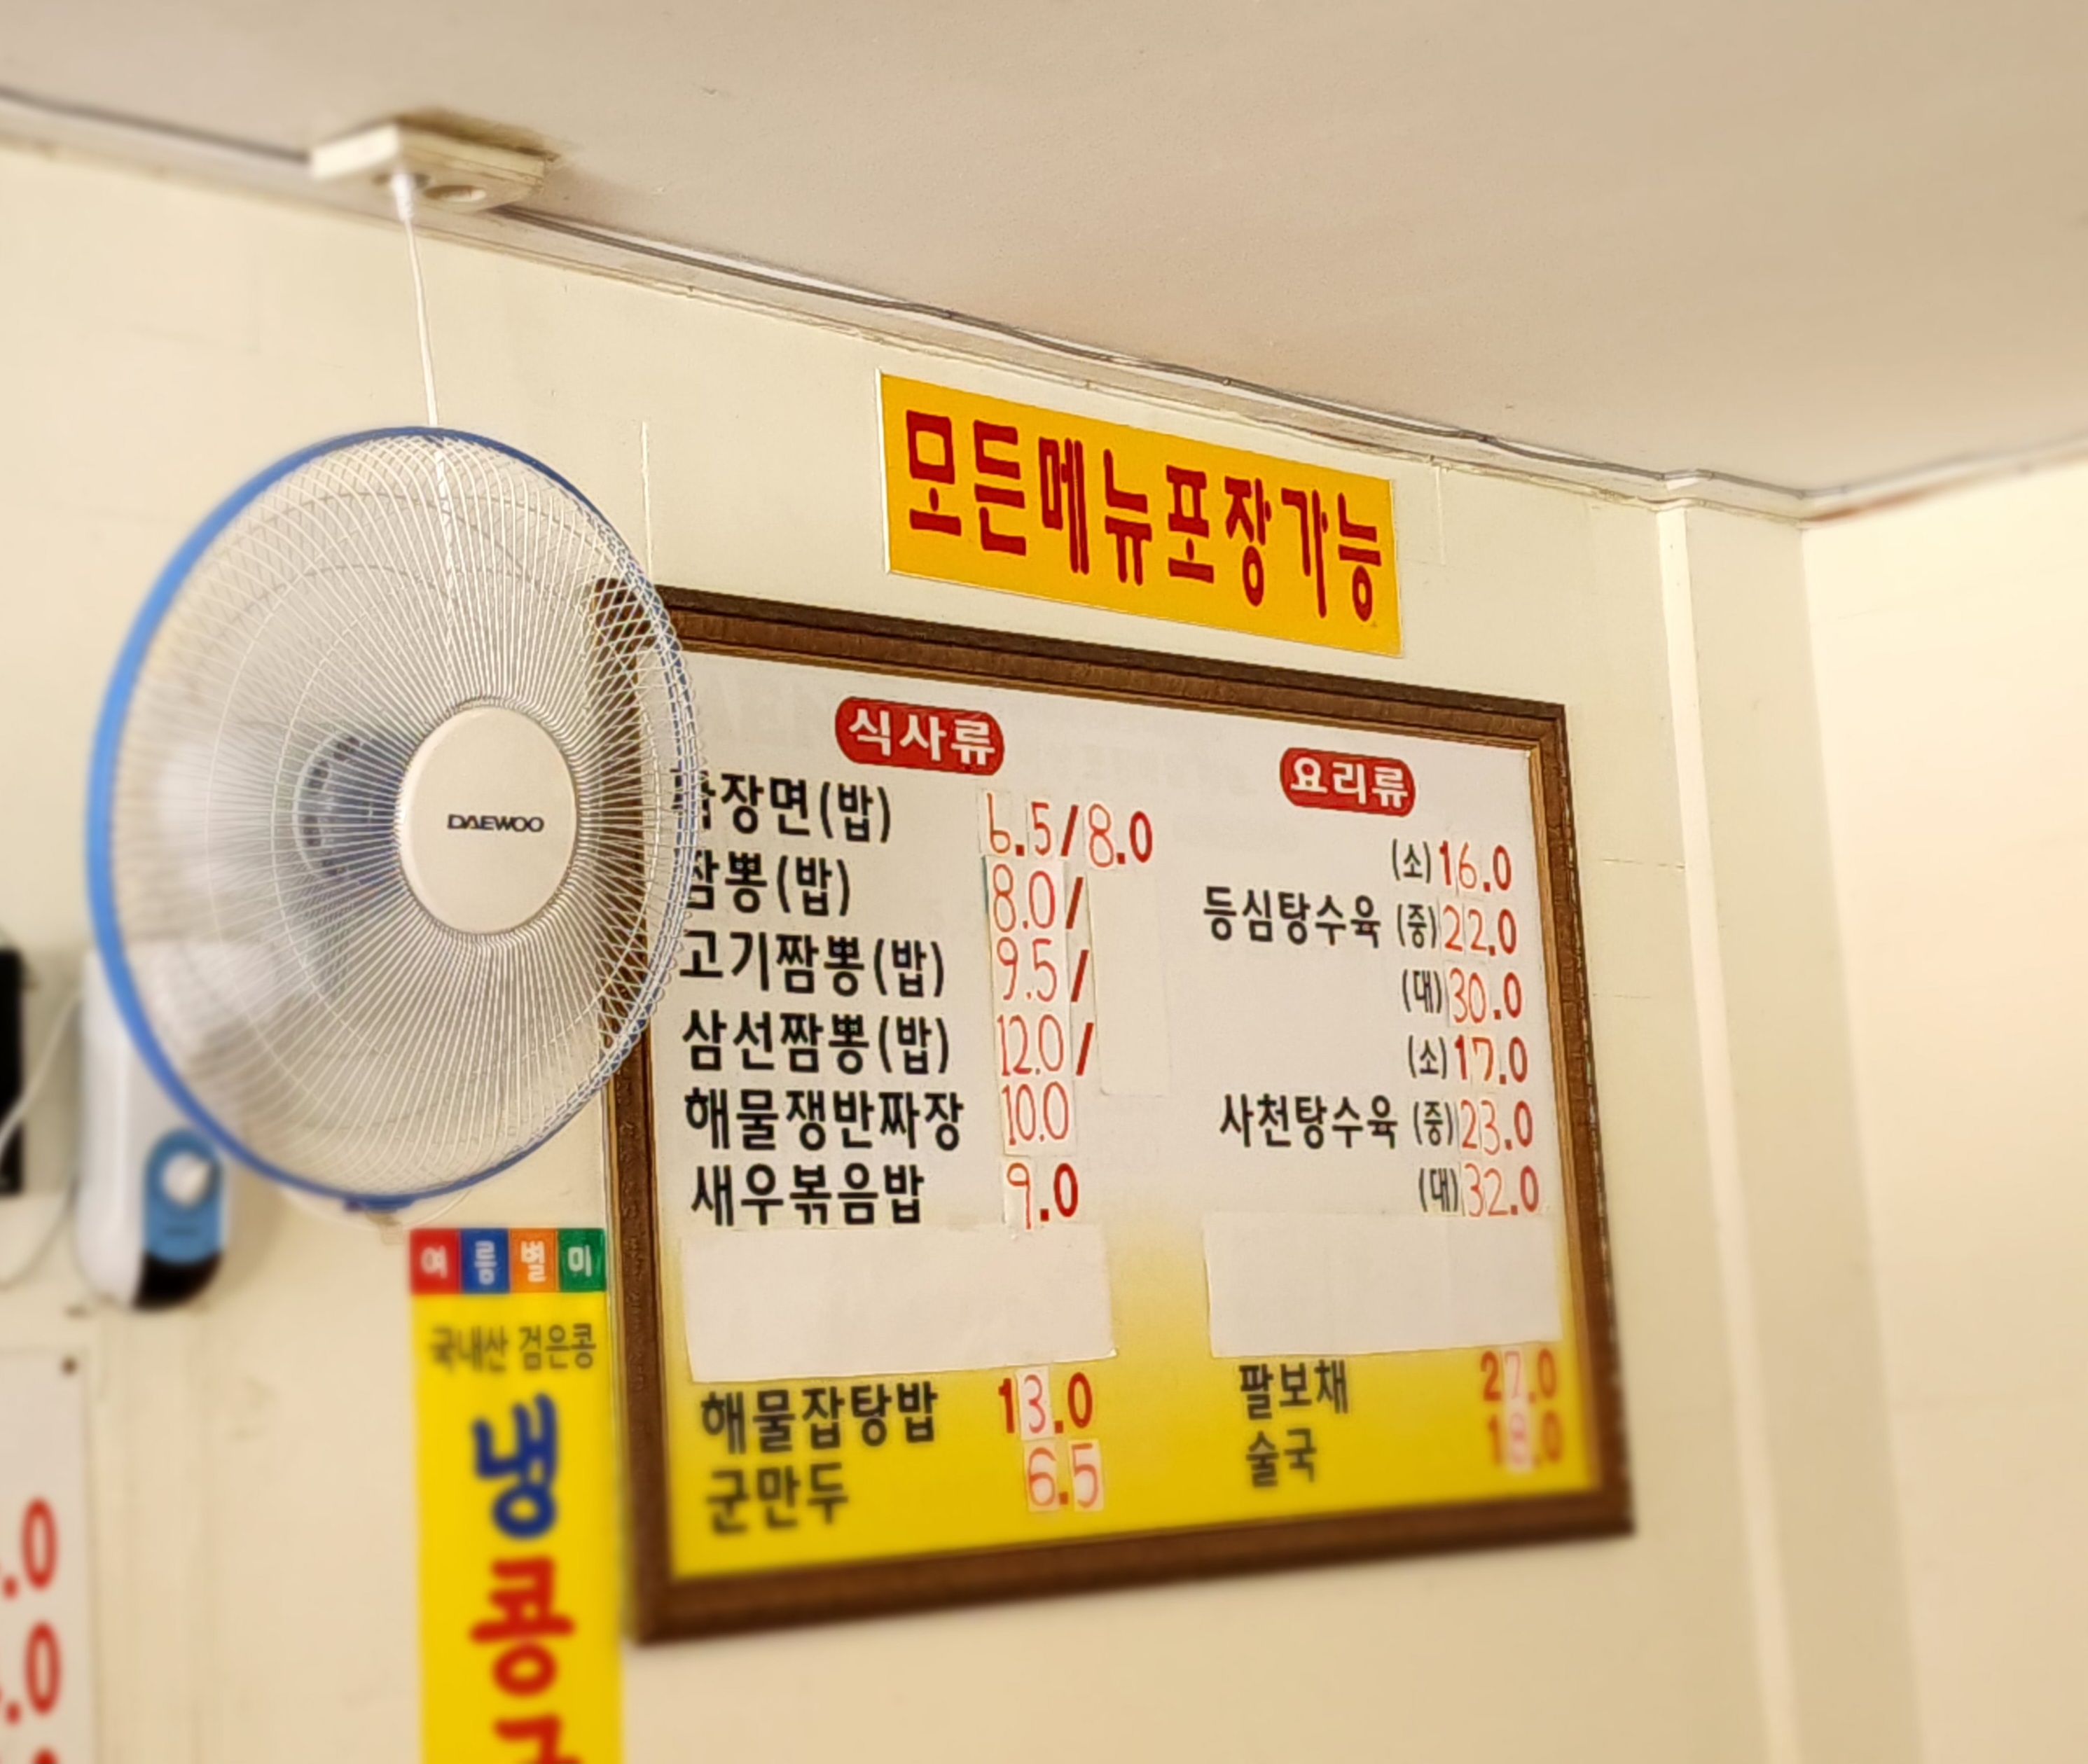 모든메뉴포장가능
식사류
짜장면(밥) 6.5/8.0
짬뽕(밥) 8.0/
고기짬뽕(밥) 9.5/
삼선짬뽕(밥) 12.0/
해물쟁반짜장 10.0
새우볶음밥 9.0
해물잡탕밥 13.0
군만두 6.5
요리류
(소) 16.0
등심탕수육 (중) 22.0
(대) 30.0
(소) 17.0
사천탕수육 (중) 23.0
(대) 32.0
팔보채 27.0
술국 18.0
DAEWOO
여름별미
국내산 검은콩
냉콩